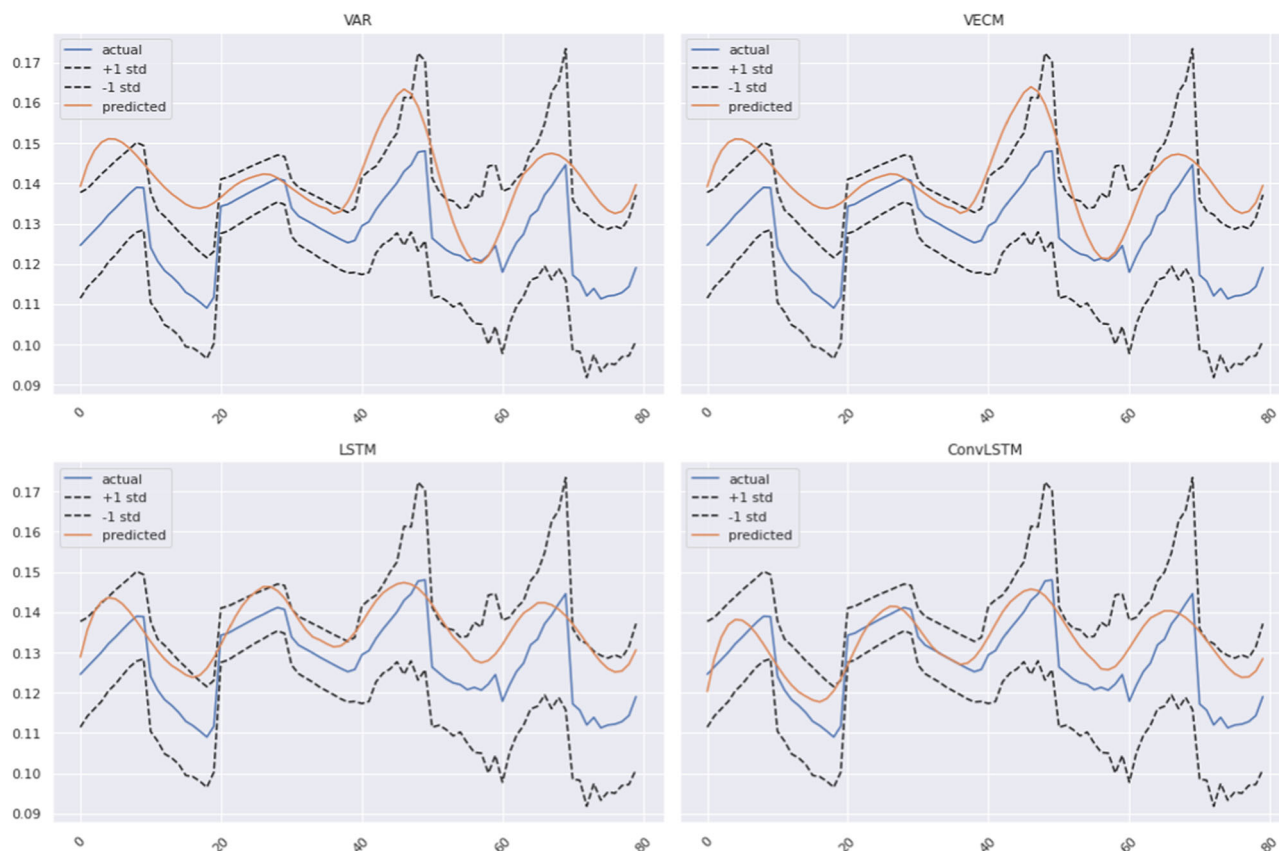 VAR
actual
+1 std
-1 std
predicted
0.17
0.16
0.15
0.14
0.13
0.12
0.11
0.10
0.09
0
20
40
60
80
VECM
actual
+1 std
-1 std
predicted
0
20
40
60
80
LSTM
actual
+1 std
-1 std
predicted
0.17
0.16
0.15
0.14
0.13
0.12
0.11
0.10
0.09
0
20
40
60
80
ConvLSTM
actual
+1 std
-1 std
predicted
0
20
40
60
80